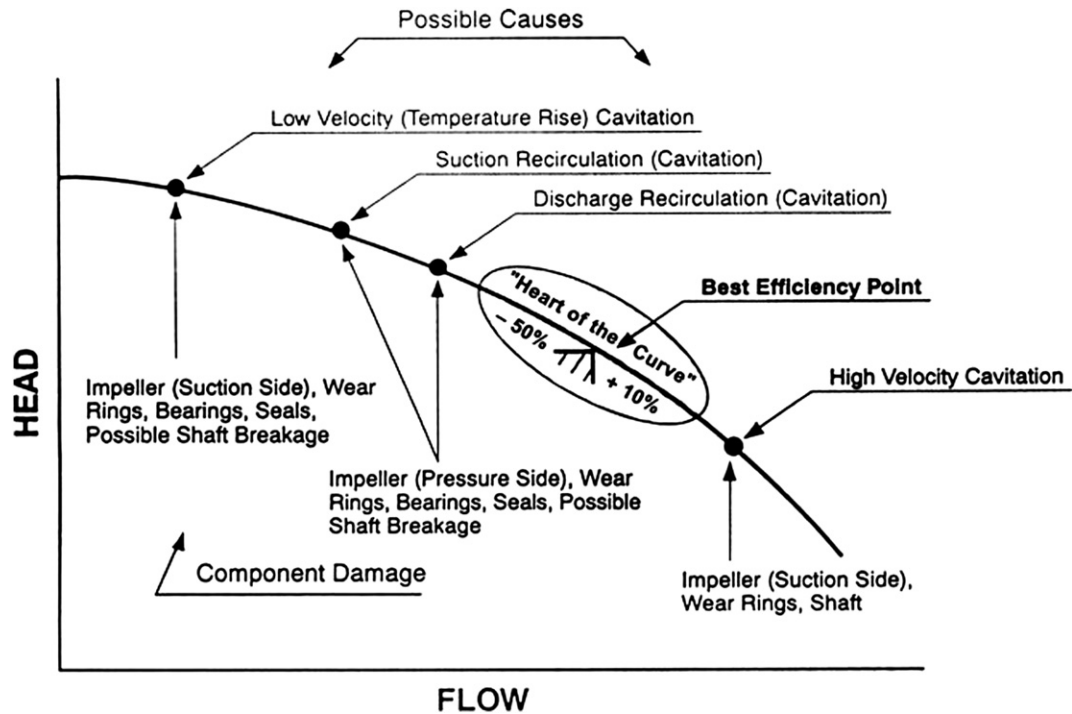 Possible Causes
Low Velocity (Temperature Rise) Cavitation
Suction Recirculation (Cavitation)
Discharge Recirculation (Cavitation)
"Heart of the Curve"
Best Efficiency Point
– 50%
+ 10%
High Velocity Cavitation
HEAD
Impeller (Suction Side), Wear
Rings, Bearings, Seals,
Possible Shaft Breakage
Impeller (Pressure Side), Wear
Rings, Bearings, Seals, Possible
Shaft Breakage
Component Damage
Impeller (Suction Side),
Wear Rings, Shaft
FLOW